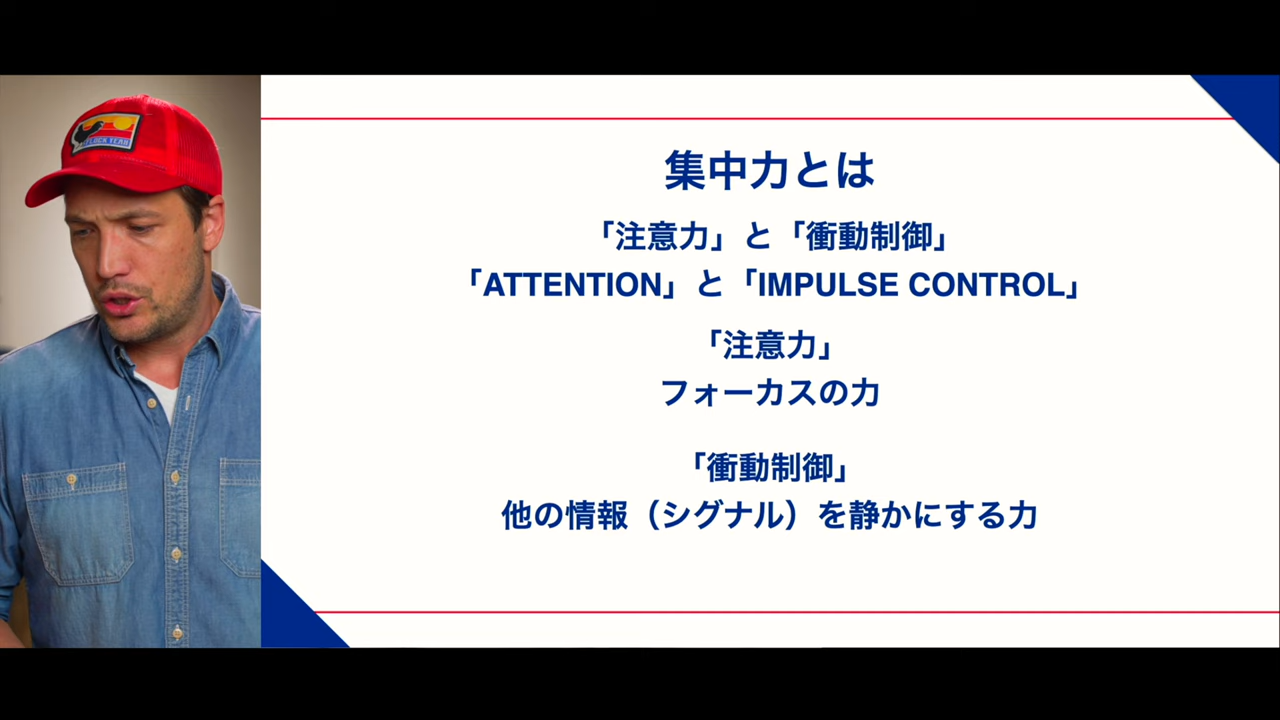 集中力とは
「注意力」と「衝動制御」
「ATTENTION」と「IMPULSE CONTROL」
「注意力」
フォーカスの力
「衝動制御」
他の情報（シグナル）を静かにする力